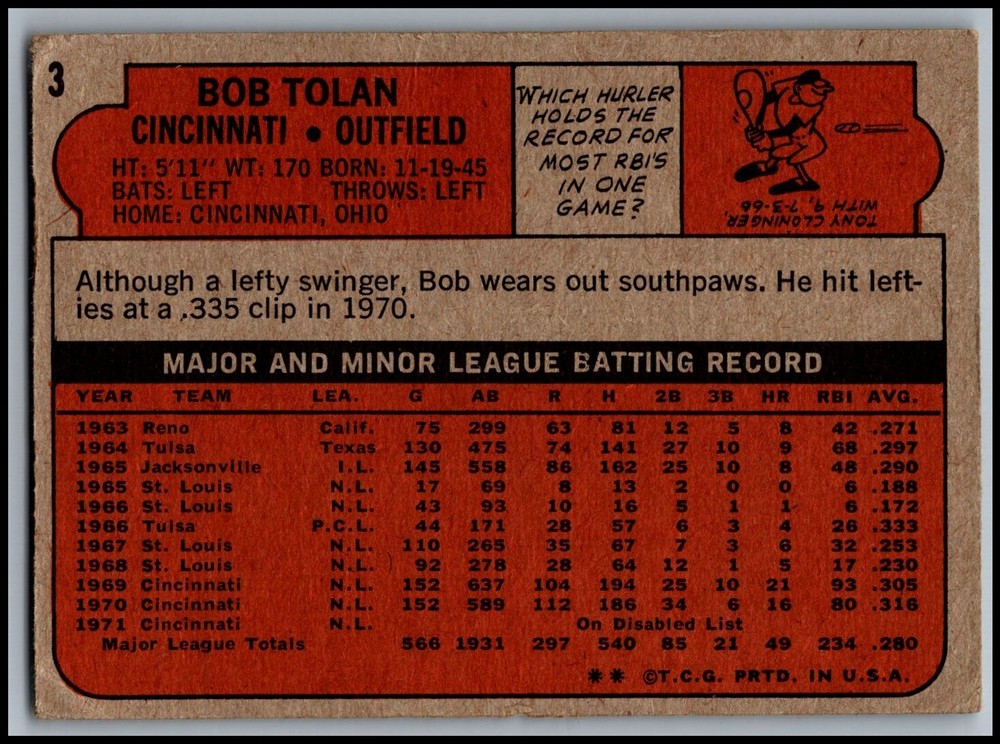 3
BOB TOLAN
CINCINNATI • OUTFIELD
HT: 5'11" WT: 170 BORN: 11-19-45
BATS: LEFT THROWS: LEFT
HOME: CINCINNATI, OHIO
WHICH HURLER
HOLDS THE
RECORD FOR
MOST RBI'S
IN ONE
GAME?
TONY CLONINGER,
WITH 9, 7-3-66
Although a lefty swinger, Bob wears out southpaws. He hit left-
ies at a .335 clip in 1970.
MAJOR AND MINOR LEAGUE BATTING RECORD
YEAR TEAM LEA. G AB R H 2B 3B HR RBI AVG.
1963 Reno Calif. 75 299 63 81 12 5 8 42 .271
1964 Tulsa Texas 130 475 74 141 27 10 9 68 .297
1965 Jacksonville I.L. 145 558 86 162 25 10 8 48 .290
1965 St. Louis N.L. 17 69 8 13 2 0 0 6 .188
1966 St. Louis N.L. 43 93 10 16 5 1 1 6 .172
1966 Tulsa P.C.L. 44 171 28 57 6 3 4 26 .333
1967 St. Louis N.L. 110 265 35 67 7 3 6 32 .253
1968 St. Louis N.L. 92 278 28 64 12 1 5 17 .230
1969 Cincinnati N.L. 152 637 104 194 25 10 21 93 .305
1970 Cincinnati N.L. 152 589 112 186 34 6 16 80 .316
1971 Cincinnati N.L. On Disabled List
Major League Totals 566 1931 297 540 85 21 49 234 .280
** ©T.C.G. PRTD. IN U.S.A.